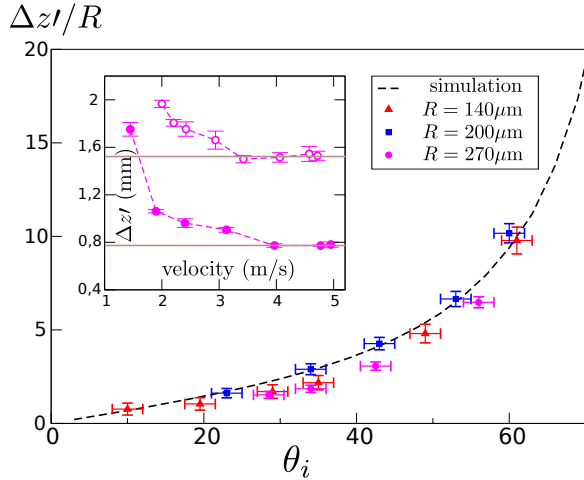 Δz′/R
20
15
10
5
0
20
40
60
θi
simulation
R = 140μm
R = 200μm
R = 270μm
2
1,6
1,2
0,8
0,4
Δz′ (mm)
1
2
3
4
5
velocity (m/s)